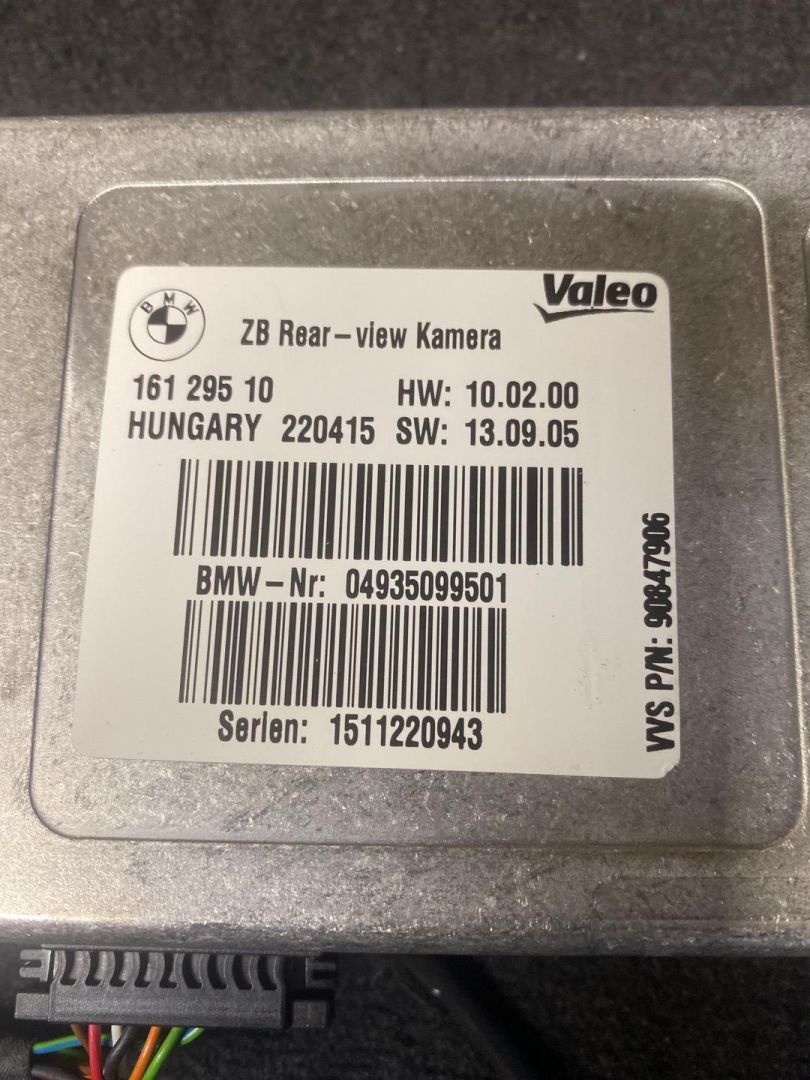 BMW
Valeo
ZB Rear-view Kamera
161 295 10 HW: 10.02.00
HUNGARY 220415 SW: 13.09.05
BMW-Nr: 04935099501
Serien: 1511220943
VVS P/N: 90847906